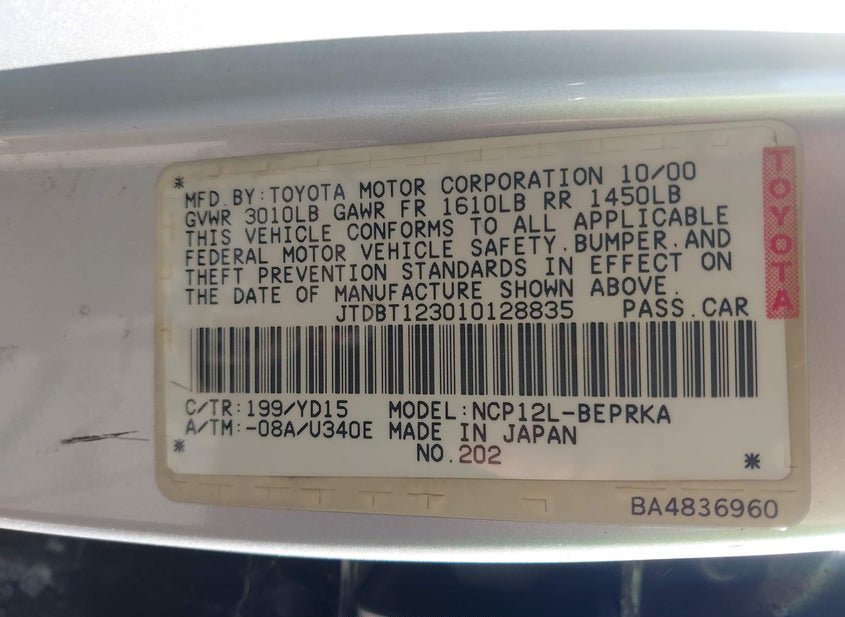 MFD.BY:TOYOTA MOTOR CORPORATION 10/00
GVWR 3010LB GAWR FR 1610LB RR 1450LB
THIS VEHICLE CONFORMS TO ALL APPLICABLE
FEDERAL MOTOR VEHICLE SAFETY.BUMPER.AND
THEFT PREVENTION STANDARDS IN EFFECT ON
THE DATE OF MANUFACTURE SHOWN ABOVE.
JTDBT123010128835 PASS.CAR
C/TR:199/YD15 MODEL:NCP12L-BEPRKA
A/TM:-08A/U340E MADE IN JAPAN
NO.202
BA4836960
TOYOTA